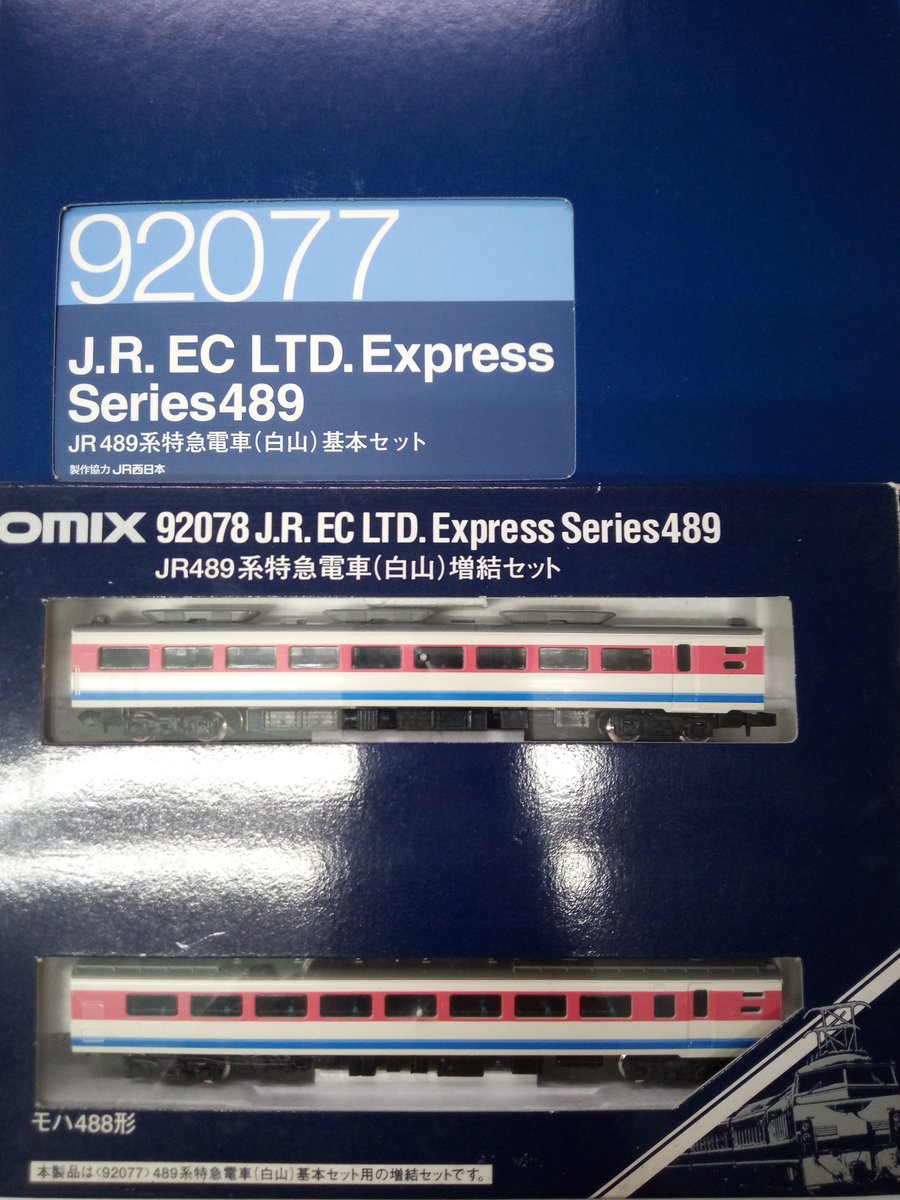 92077
J.R. EC LTD. Express
Series489
JR 489系特急電車(白山)基本セット
製作協力 JR西日本
OMIX 92078 J.R. EC LTD. Express Series489
JR489系特急電車(白山)増結セット
モハ488形
本製品は〈92077〉489系特急電車(白山)基本セット用の増結セットです。